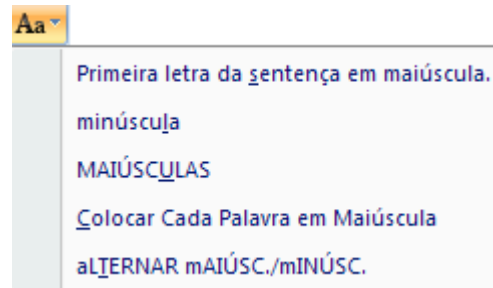 Aa
Primeira letra da sentença em maiúscula.
minúscula
MAIÚSCULAS
Colocar Cada Palavra em Maiúscula
aLTERNAR mAIÚSC./mINÚSC.